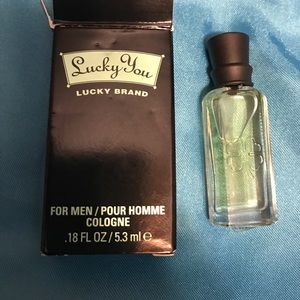 Lucky You
LUCKY BRAND
FOR MEN / POUR HOMME
COLOGNE
.18 FL OZ / 5.3 ml e